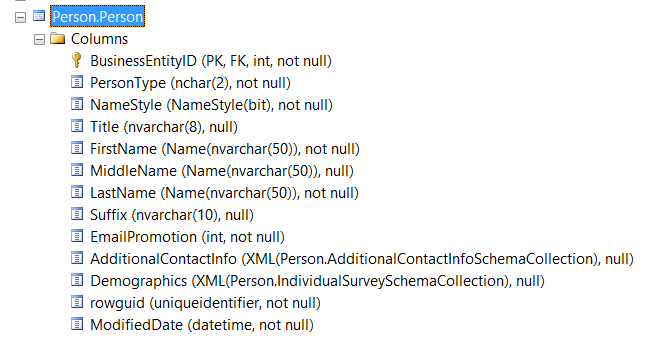 Person.Person
Columns
BusinessEntityID (PK, FK, int, not null)
PersonType (nchar(2), not null)
NameStyle (NameStyle(bit), not null)
Title (nvarchar(8), null)
FirstName (Name(nvarchar(50)), not null)
MiddleName (Name(nvarchar(50)), null)
LastName (Name(nvarchar(50)), not null)
Suffix (nvarchar(10), null)
EmailPromotion (int, not null)
AdditionalContactInfo (XML(Person.AdditionalContactInfoSchemaCollection), null)
Demographics (XML(Person.IndividualSurveySchemaCollection), null)
rowguid (uniqueidentifier, not null)
ModifiedDate (datetime, not null)